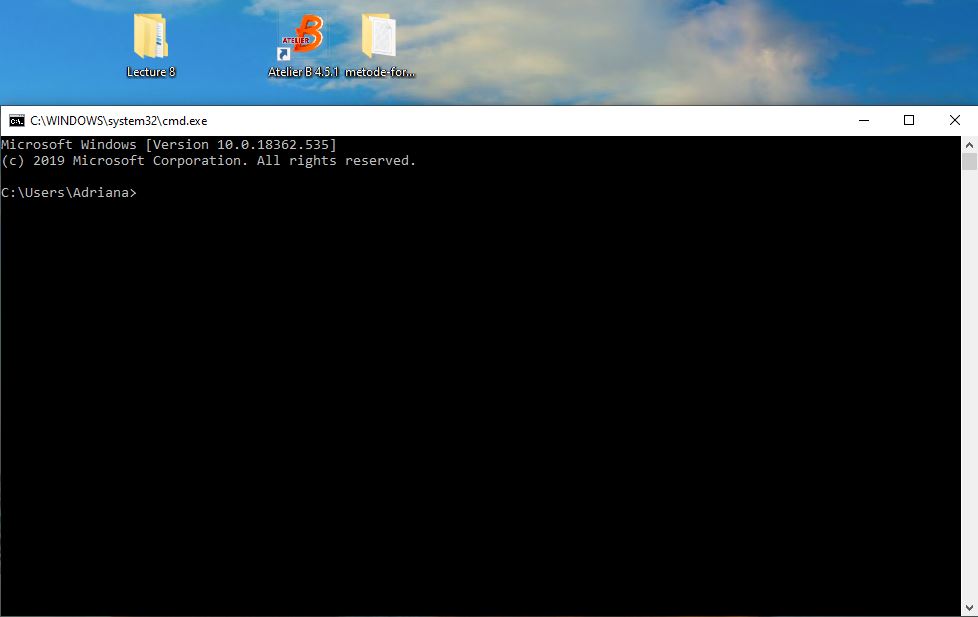 Lecture 8
ATELIER B
Atelier B 4.5.1
metode-for...
C:\WINDOWS\system32\cmd.exe
Microsoft Windows [Version 10.0.18362.535]
(c) 2019 Microsoft Corporation. All rights reserved.
C:\Users\Adriana>